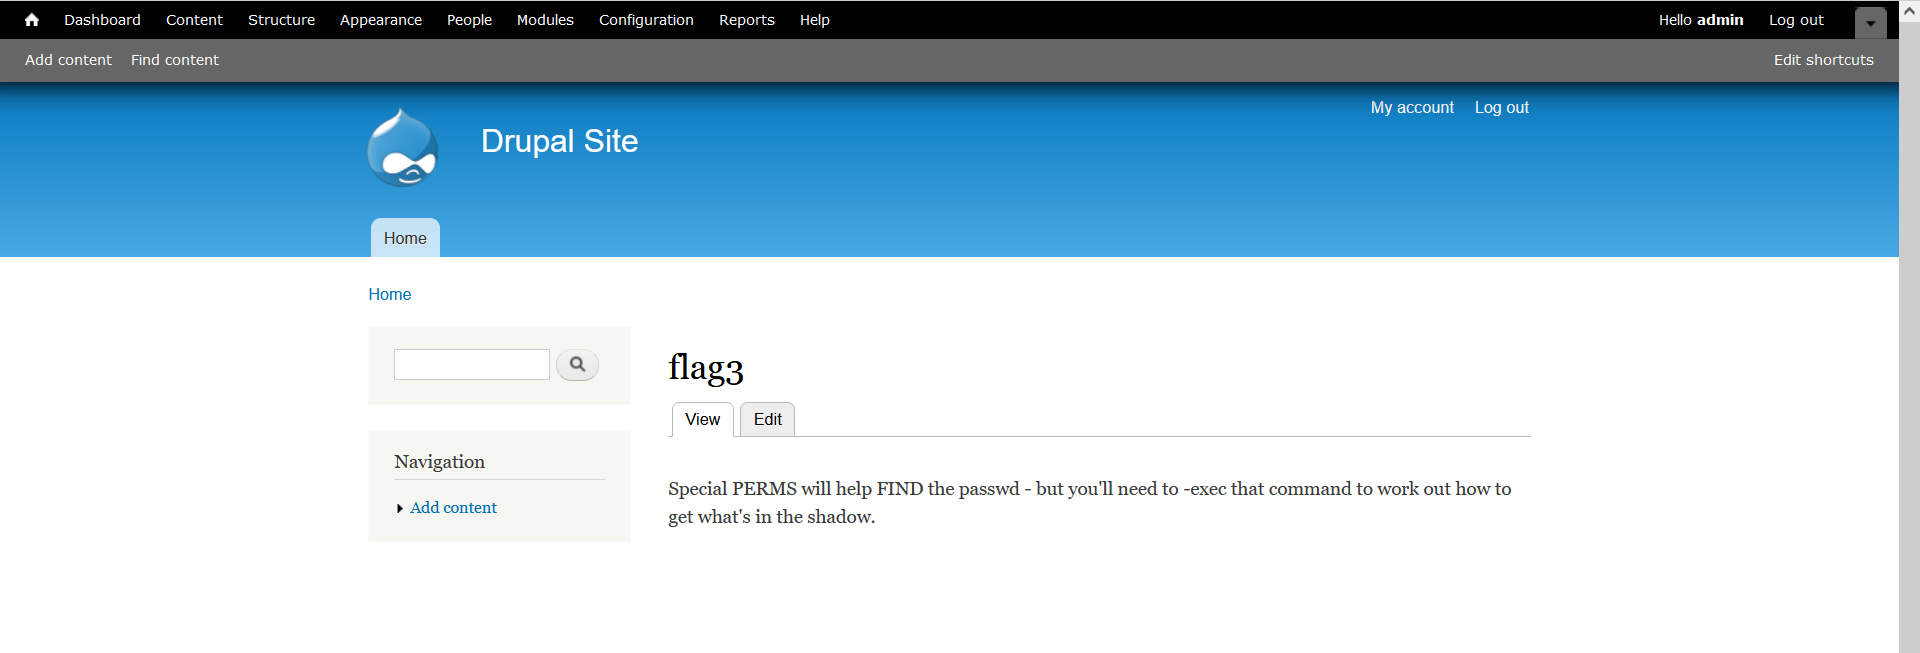 Dashboard Content Structure Appearance People Modules Configuration Reports Help Hello admin Log out
Add content Find content Edit shortcuts
My account Log out
Drupal Site
Home
Home
flag3
View Edit
Navigation
Add content
Special PERMS will help FIND the passwd - but you'll need to -exec that command to work out how to
get what's in the shadow.